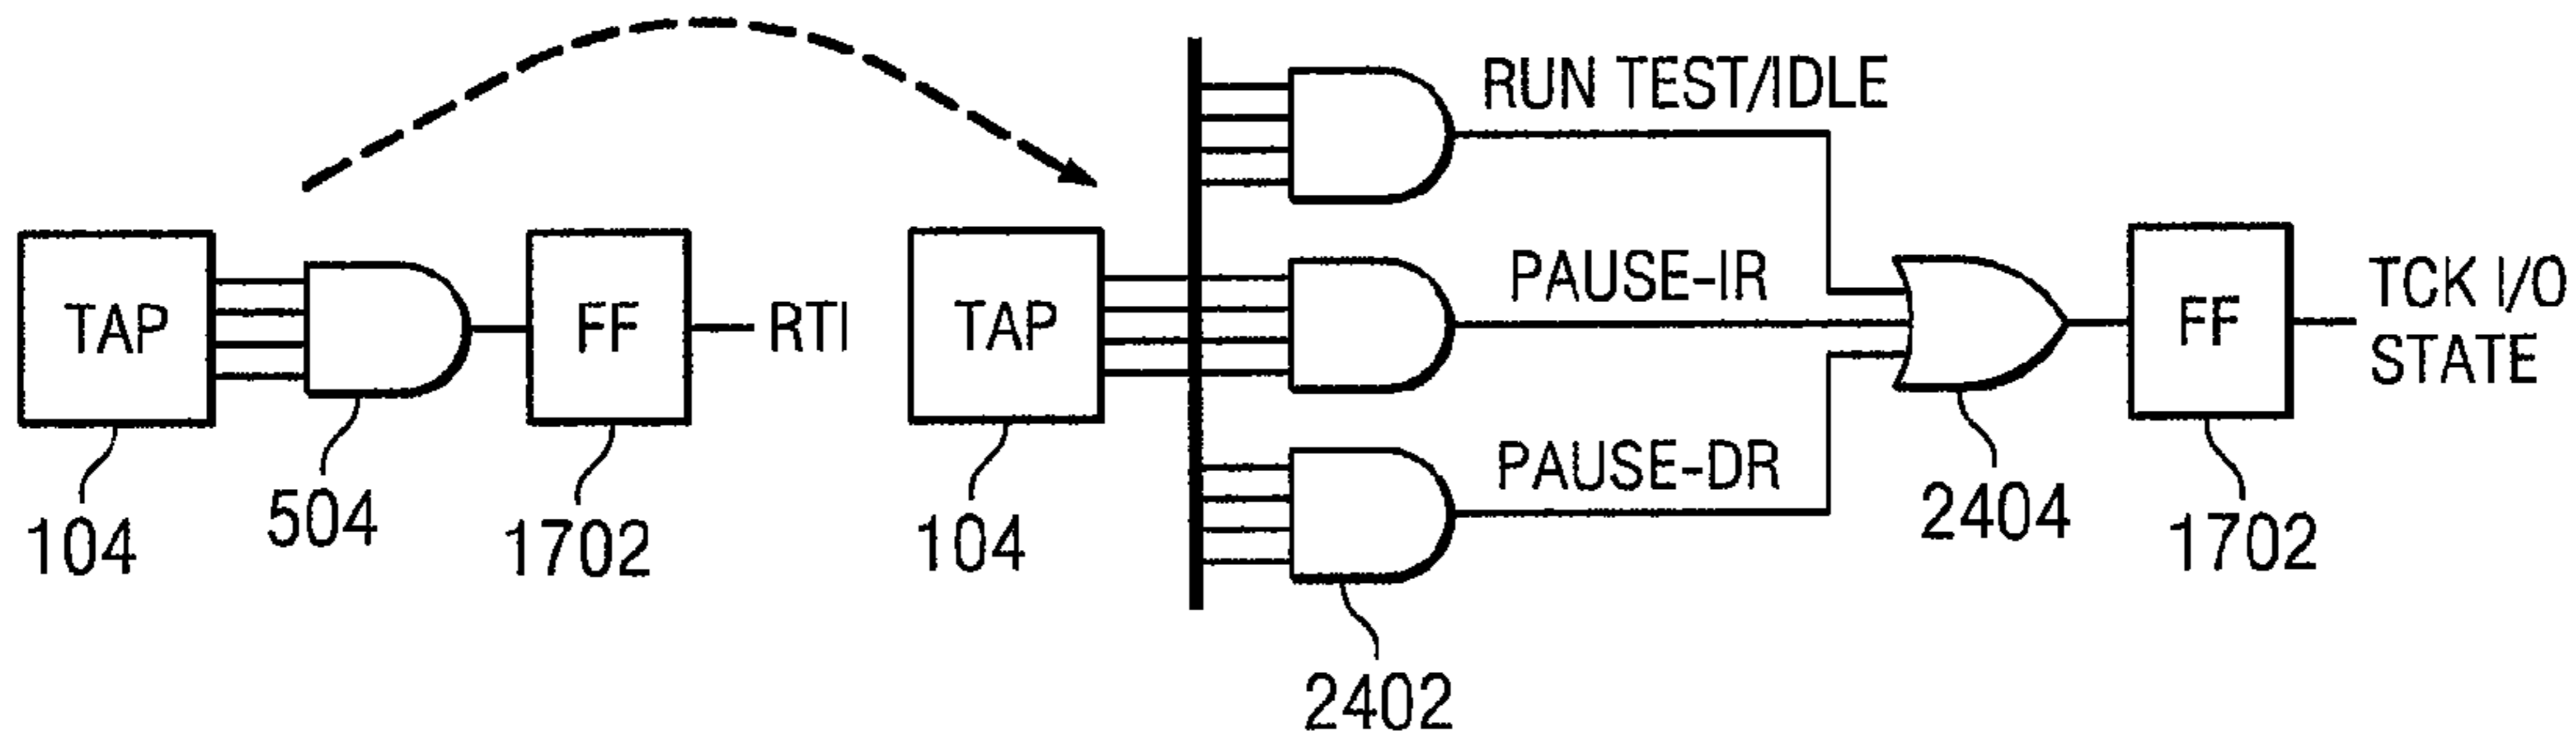 RUN TEST/IDLE
TAP
FF
RTI
TAP
PAUSE-IR
FF
TCK I/O
STATE
PAUSE-DR
104
504
1702
104
2402
2404
1702